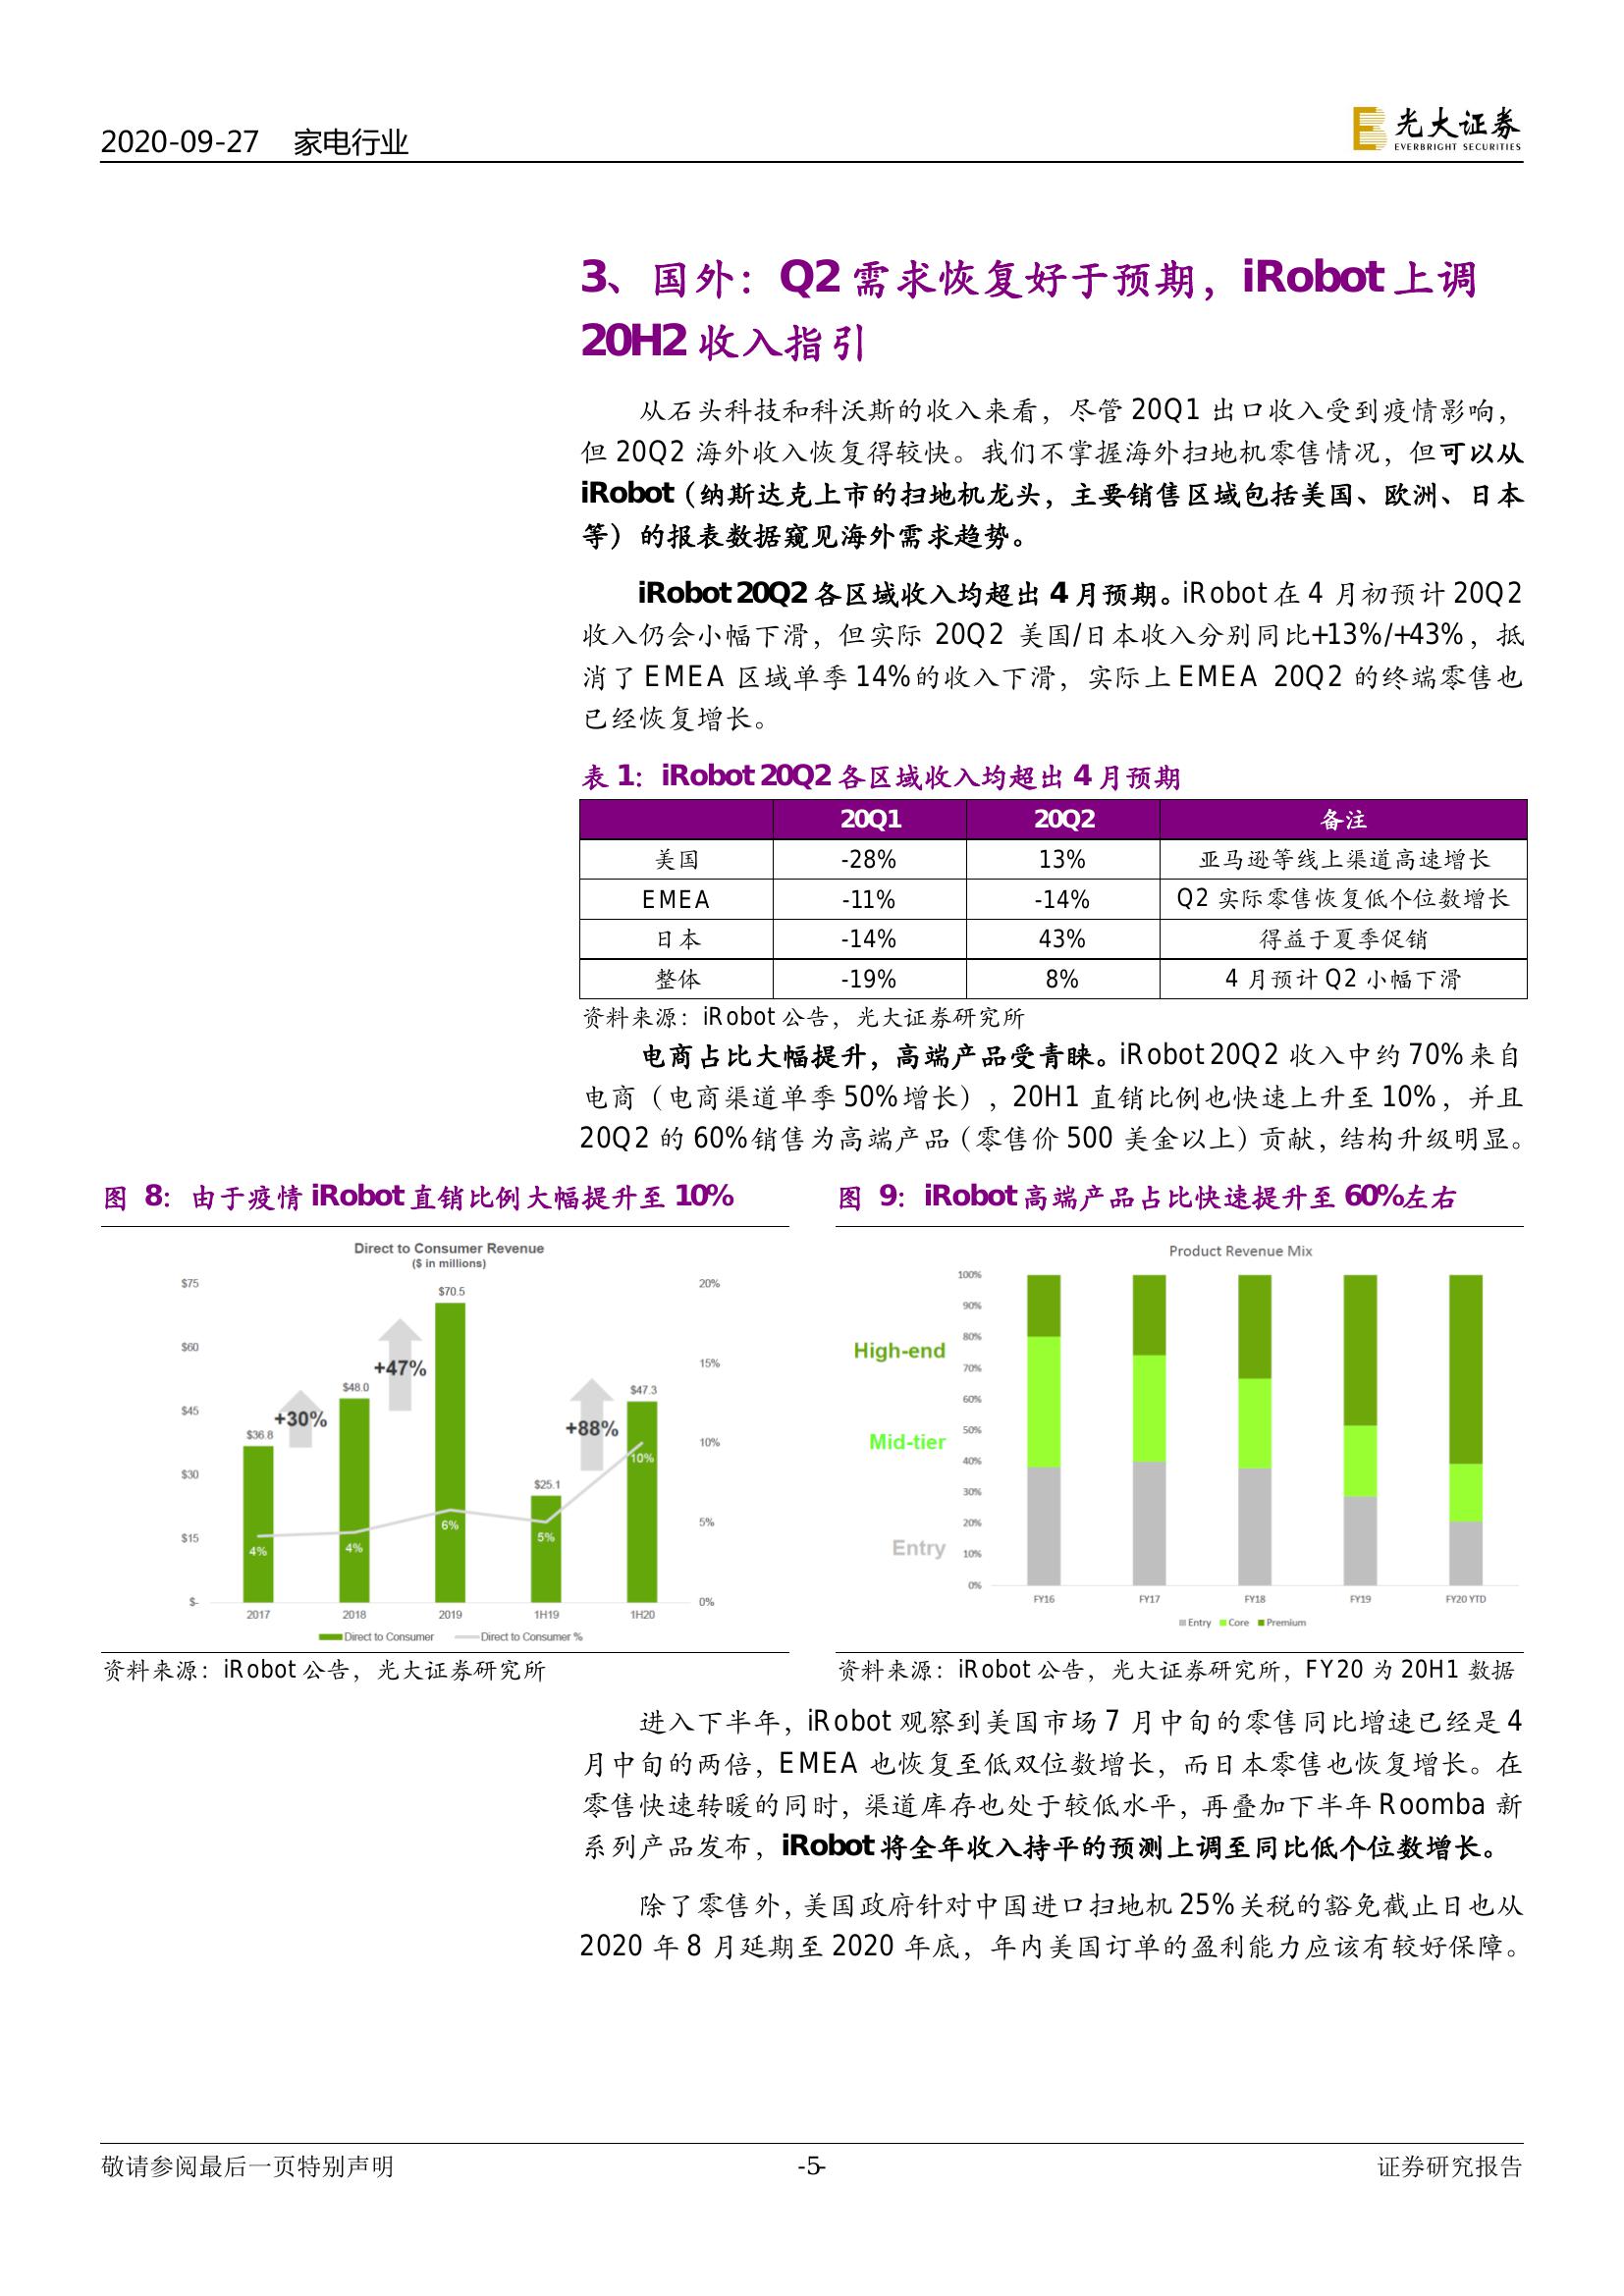 2020-09-27 家电行业
光大证券
EVERBRIGHT SECURITIES
3、国外：Q2 需求恢复好于预期，iRobot 上调
20H2 收入指引
从石头科技和科沃斯的收入来看，尽管 20Q1 出口收入受到疫情影响，
但 20Q2 海外收入恢复得较快。我们不掌握海外扫地机零售情况，但可以从
iRobot（纳斯达克上市的扫地机龙头，主要销售区域包括美国、欧洲、日本
等）的报表数据窥见海外需求趋势。
iRobot 20Q2 各区域收入均超出 4 月预期。iRobot 在 4 月初预计 20Q2
收入仍会小幅下滑，但实际 20Q2 美国/日本收入分别同比+13%/+43%，抵
消了 EMEA 区域单季 14%的收入下滑，实际上 EMEA 20Q2 的终端零售也
已经恢复增长。
表 1：iRobot 20Q2 各区域收入均超出 4 月预期
20Q1 20Q2 备注
美国 -28% 13% 亚马逊等线上渠道高速增长
EMEA -11% -14% Q2 实际零售恢复低个位数增长
日本 -14% 43% 得益于夏季促销
整体 -19% 8% 4 月预计 Q2 小幅下滑
资料来源：iRobot 公告，光大证券研究所
电商占比大幅提升，高端产品受青睐。iRobot 20Q2 收入中约 70%来自
电商（电商渠道单季 50%增长），20H1 直销比例也快速上升至 10%，并且
20Q2 的 60%销售为高端产品（零售价 500 美金以上）贡献，结构升级明显。
图 8：由于疫情 iRobot 直销比例大幅提升至 10%
Direct to Consumer Revenue
($ in millions)
$75
$60
$45
$30
$15
$-
20%
15%
10%
5%
0%
$36.8
$48.0
$70.5
$25.1
$47.3
+30%
+47%
+88%
4%
4%
6%
5%
10%
2017 2018 2019 1H19 1H20
Direct to Consumer Direct to Consumer %
资料来源：iRobot 公告，光大证券研究所
图 9：iRobot 高端产品占比快速提升至 60%左右
Product Revenue Mix
High-end
Mid-tier
Entry
100%
90%
80%
70%
60%
50%
40%
30%
20%
10%
0%
FY16 FY17 FY18 FY19 FY20 YTD
Entry Core Premium
资料来源：iRobot 公告，光大证券研究所，FY20 为 20H1 数据
进入下半年，iRobot 观察到美国市场 7 月中旬的零售同比增速已经是 4
月中旬的两倍，EMEA 也恢复至低双位数增长，而日本零售也恢复增长。在
零售快速转暖的同时，渠道库存也处于较低水平，再叠加下半年 Roomba 新
系列产品发布，iRobot 将全年收入持平的预测上调至同比低个位数增长。
除了零售外，美国政府针对中国进口扫地机 25%关税的豁免截止日也从
2020 年 8 月延期至 2020 年底，年内美国订单的盈利能力应该有较好保障。
敬请参阅最后一页特别声明 -5- 证券研究报告